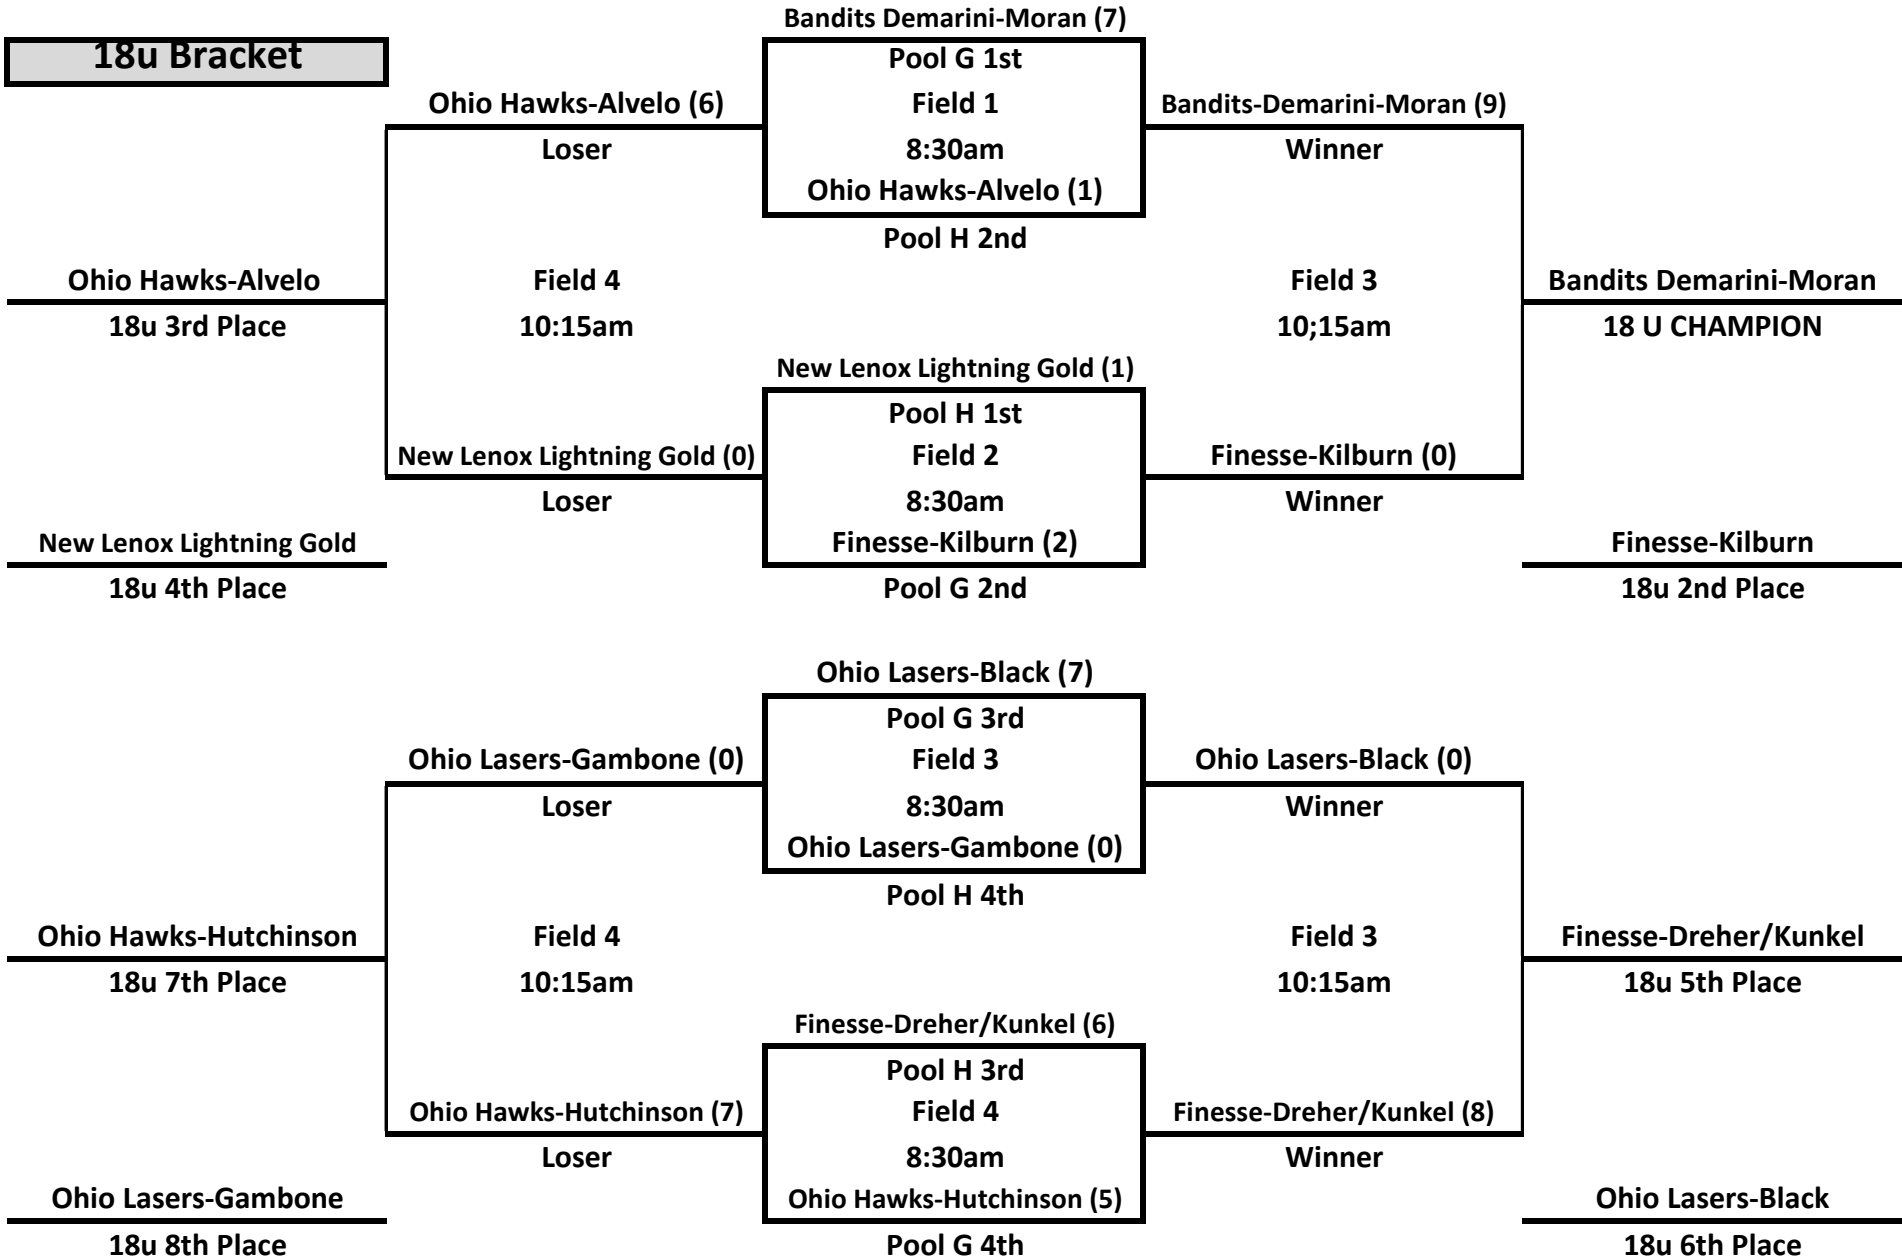 Bandits Demarini-Moran (7)
18u Bracket
Pool G 1st
Ohio Hawks-Alvelo (6)
Field 1
Bandits-Demarini-Moran (9)
Loser
8:30am
Winner
Ohio Hawks-Alvelo (1)
Pool H 2nd
Ohio Hawks-Alvelo
Field 4
Field 3
Bandits Demarini-Moran
18u 3rd Place
10:15am
10;15am
18 U CHAMPION
New Lenox Lightning Gold (1)
Pool H 1st
New Lenox Lightning Gold (0)
Field 2
Finesse-Kilburn (0)
Loser
8:30am
Winner
New Lenox Lightning Gold
Finesse-Kilburn (2)
Finesse-Kilburn
18u 4th Place
Pool G 2nd
18u 2nd Place
Ohio Lasers-Black (7)
Pool G 3rd
Ohio Lasers-Gambone (0)
Field 3
Ohio Lasers-Black (0)
Loser
8:30am
Winner
Ohio Lasers-Gambone (0)
Pool H 4th
Ohio Hawks-Hutchinson
Field 4
Field 3
Finesse-Dreher/Kunkel
18u 7th Place
10:15am
10:15am
18u 5th Place
Finesse-Dreher/Kunkel (6)
Pool H 3rd
Ohio Hawks-Hutchinson (7)
Field 4
Finesse-Dreher/Kunkel (8)
Loser
8:30am
Winner
Ohio Lasers-Gambone
Ohio Hawks-Hutchinson (5)
Ohio Lasers-Black
18u 8th Place
Pool G 4th
18u 6th Place